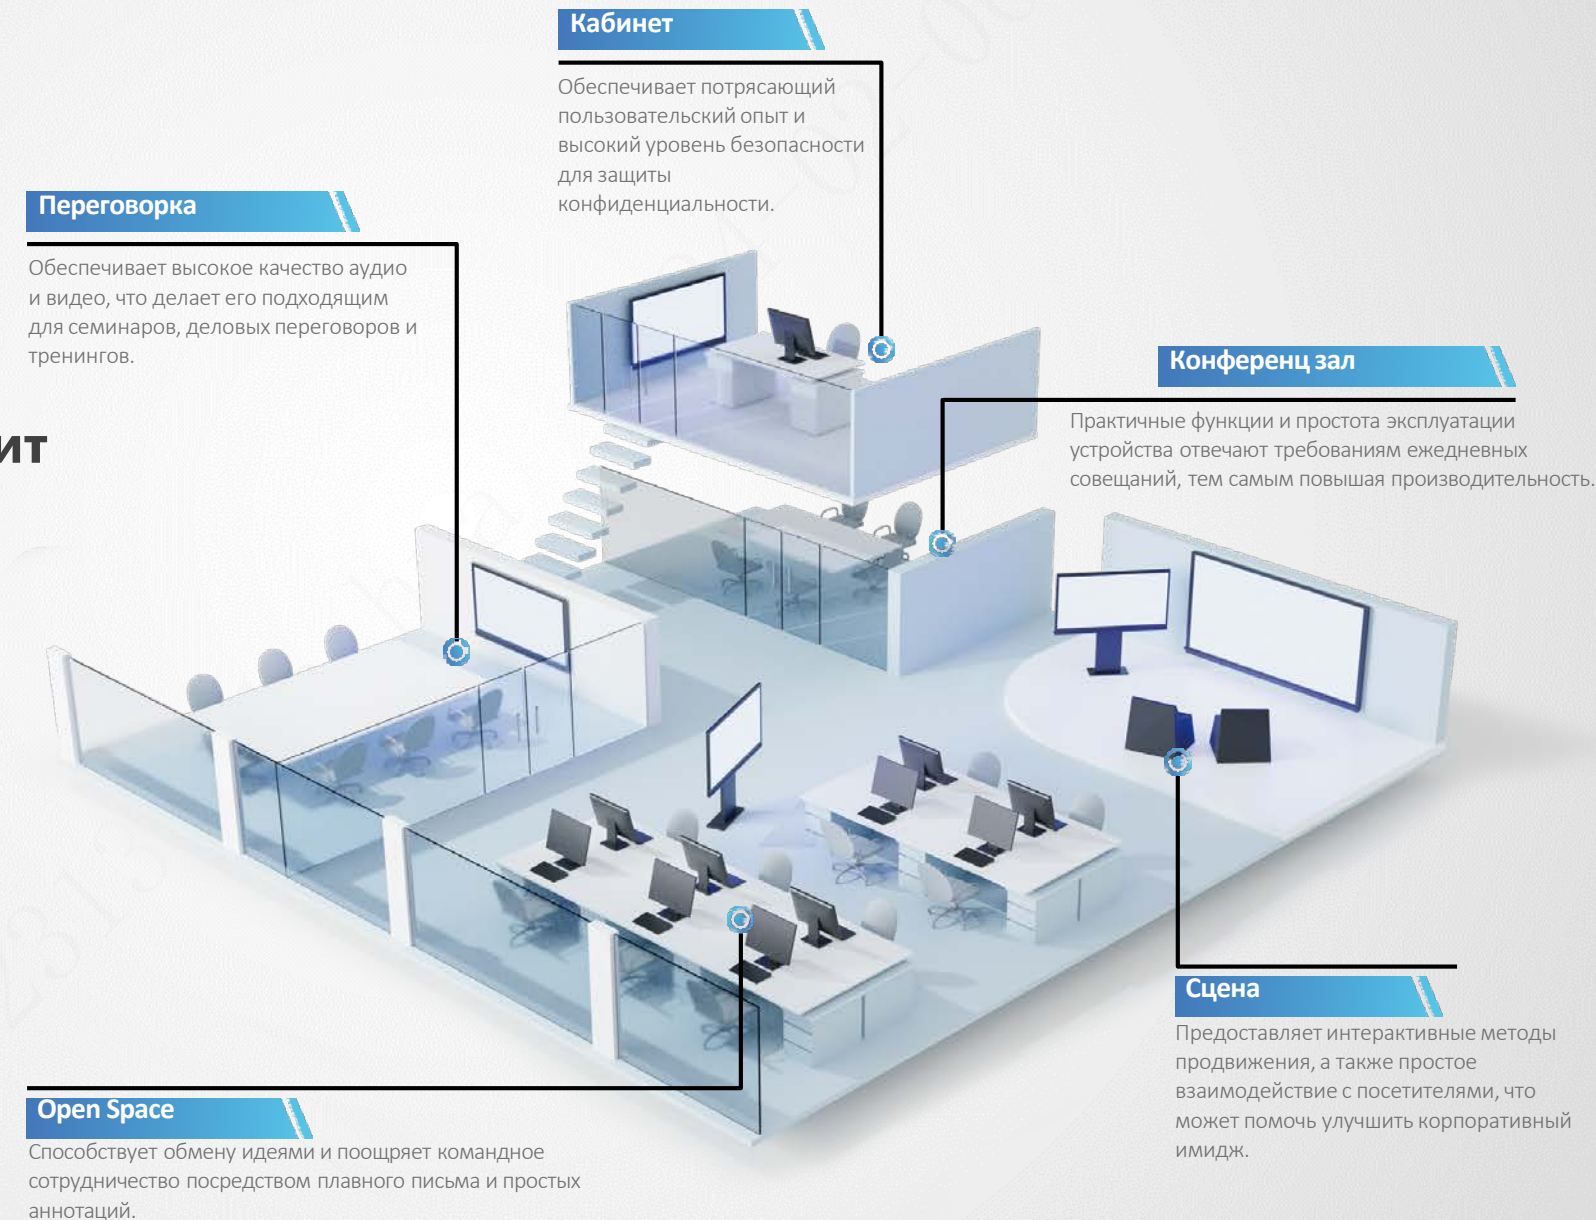 Кабинет
Обеспечивает потрясающий
пользовательский опыт и
высокий уровень безопасности
для защиты
конфиденциальности.
Переговорка
Обеспечивает высокое качество аудио
и видео, что делает его подходящим
для семинаров, деловых переговоров и
тренингов.
Конференц зал
Практичные функции и простота эксплуатации
устройства отвечают требованиям ежедневных
совещаний, тем самым повышая производительность.
ит
Сцена
Предоставляет интерактивные методы
продвижения, а также простое
взаимодействие с посетителями, что
может помочь улучшить корпоративный
имидж.
Open Space
Способствует обмену идеями и поощряет командное
сотрудничество посредством плавного письма и простых
аннотаций.